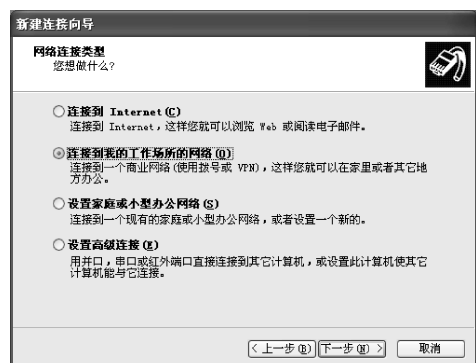 新建连接向导
网络连接类型
您想做什么?
连接到 Internet(C)
连接到 Internet，这样您就可以浏览 Web 或阅读电子邮件。
连接到我的工作场所的网络(O)
连接到一个商业网络(使用拨号或 VPN)，这样您就可以在家里或者其它地
方办公。
设置家庭或小型办公网络(S)
连接到一个现有的家庭或小型办公网络，或者设置一个新的。
设置高级连接(E)
用并口，串口或红外端口直接连接到其它计算机，或设置此计算机使其它
计算机能与它连接。
< 上一步(B) 下一步(N) > 取消